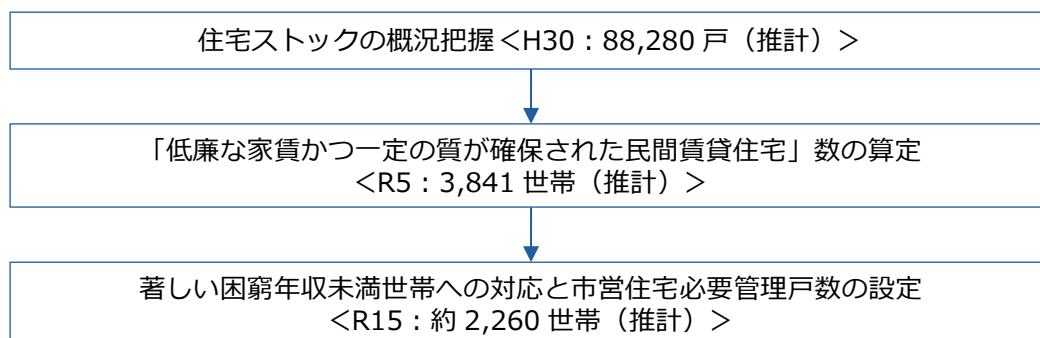 住宅ストックの概況把握＜H30：88,280 戸（推計）＞
「低廉な家賃かつ一定の質が確保された民間賃貸住宅」数の算定
＜R5：3,841 世帯（推計）＞
著しい困窮年収未満世帯への対応と市営住宅必要管理戸数の設定
＜R15：約 2,260 世帯（推計）＞